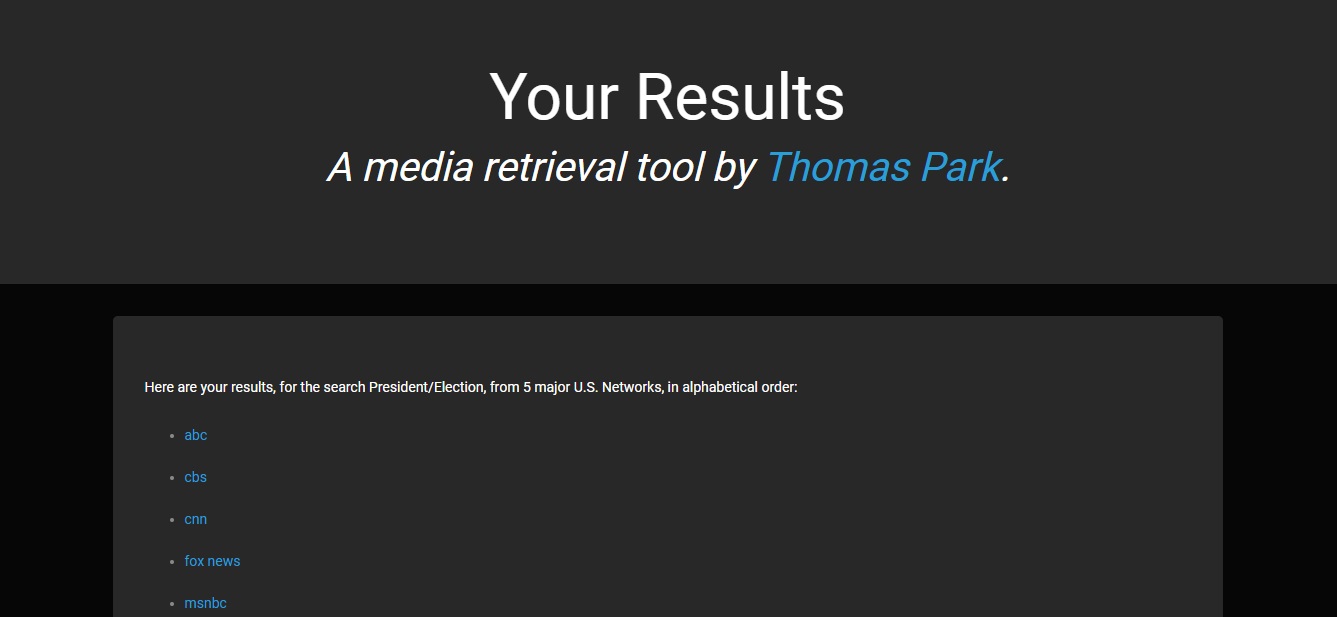 Your Results
A media retrieval tool by Thomas Park.
Here are your results, for the search President/Election, from 5 major U.S. Networks, in alphabetical order:
abc
cbs
cnn
fox news
msnbc